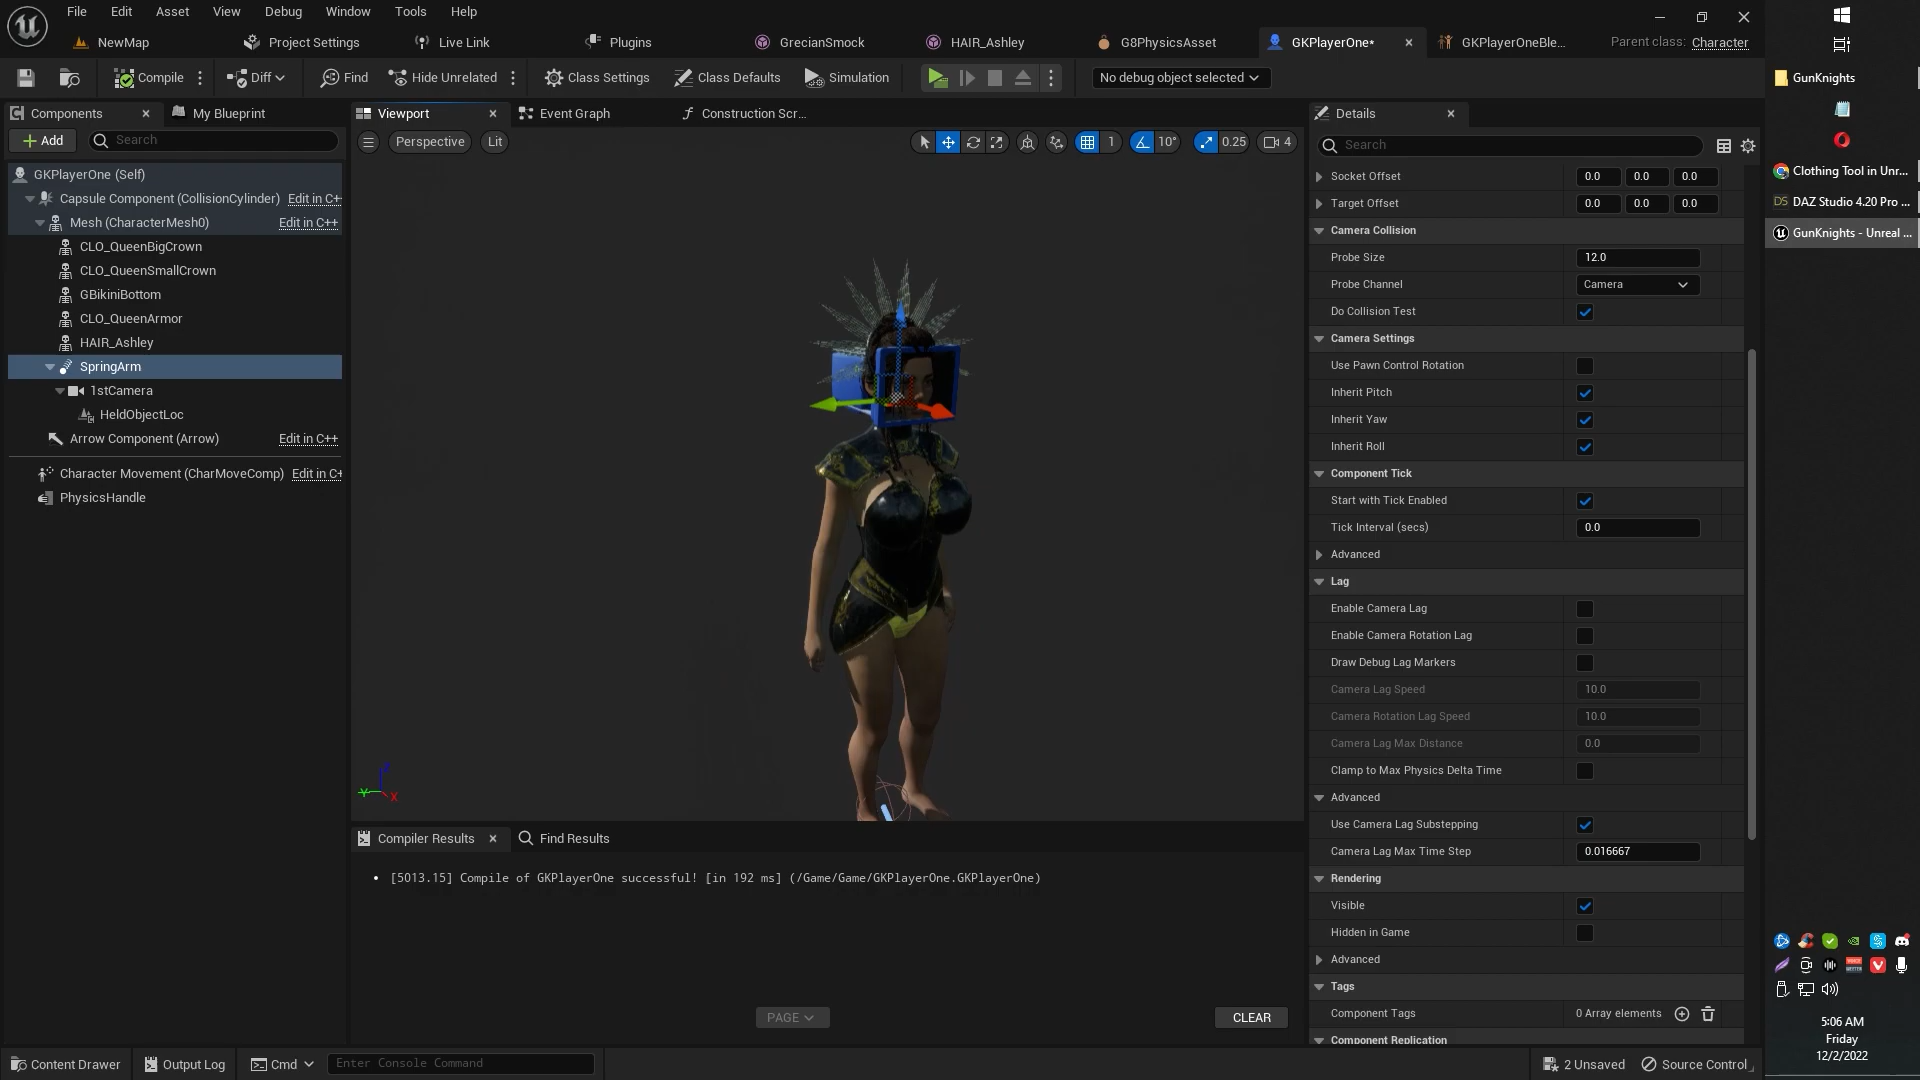 File Edit Asset View Debug Window Tools Help
NewMap Project Settings Live Link Plugins GrecianSmock HAIR_Ashley G8PhysicsAsset GKPlayerOne* GKPlayerOneBle... Parent class: Character
Compile Diff Find Hide Unrelated Class Settings Class Defaults Simulation No debug object selected
Components My Blueprint
Add Search
GKPlayerOne (Self)
Capsule Component (CollisionCylinder) Edit in C+
Mesh (CharacterMesh0) Edit in C++
CLO_QueenBigCrown
CLO_QueenSmallCrown
GBikiniBottom
CLO_QueenArmor
HAIR_Ashley
SpringArm
1stCamera
HeldObjectLoc
Arrow Component (Arrow) Edit in C++
Character Movement (CharMoveComp) Edit in C+
PhysicsHandle
Viewport Event Graph Construction Scr...
Perspective Lit 1 10° 0.25 4
Y X
Compiler Results Find Results
• [5013.15] Compile of GKPlayerOne successful! [in 192 ms] (/Game/Game/GKPlayerOne.GKPlayerOne)
PAGE CLEAR
Details
Search
Socket Offset 0.0 0.0 0.0
Target Offset 0.0 0.0 0.0
Camera Collision
Probe Size 12.0
Probe Channel Camera
Do Collision Test
Camera Settings
Use Pawn Control Rotation
Inherit Pitch
Inherit Yaw
Inherit Roll
Component Tick
Start with Tick Enabled
Tick Interval (secs) 0.0
Advanced
Lag
Enable Camera Lag
Enable Camera Rotation Lag
Draw Debug Lag Markers
Camera Lag Speed 10.0
Camera Rotation Lag Speed 10.0
Camera Lag Max Distance 0.0
Clamp to Max Physics Delta Time
Advanced
Use Camera Lag Substepping
Camera Lag Max Time Step 0.016667
Rendering
Visible
Hidden in Game
Advanced
Tags
Component Tags 0 Array elements
Component Replication
Content Drawer Output Log Cmd Enter Console Command 2 Unsaved Source Control
GunKnights
Clothing Tool in Unr...
DS DAZ Studio 4.20 Pro ...
GunKnights - Unreal ...
5:06 AM
Friday
12/2/2022